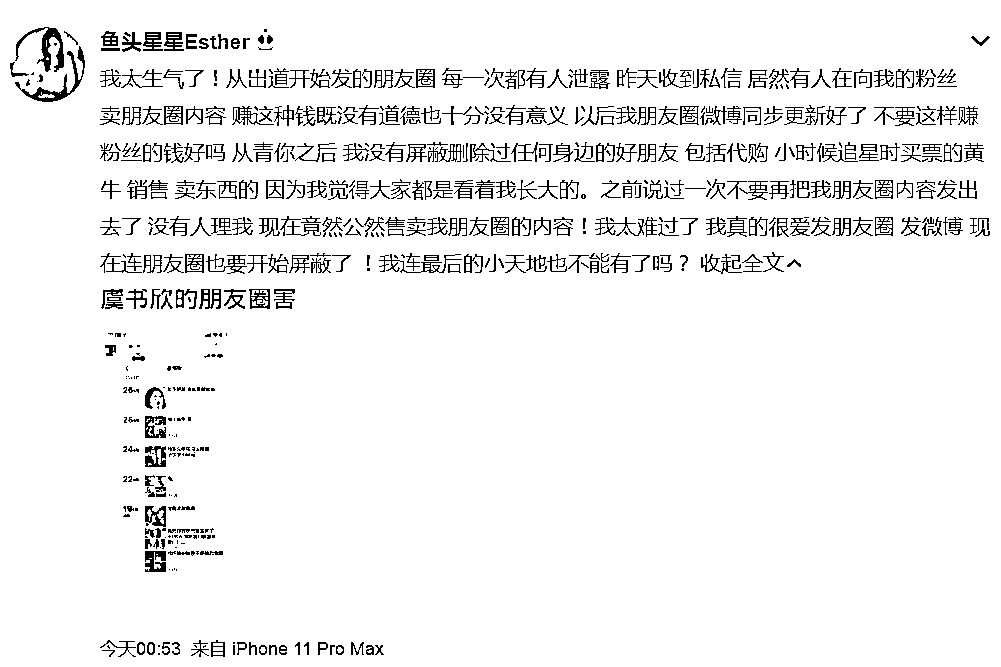 鱼头星星Esther
我太生气了！从出道开始发的朋友圈 每一次都有人泄露 昨天收到私信 居然有人在向我的粉丝
卖朋友圈内容 赚这种钱既没有道德也十分没有意义 以后我朋友圈微博同步更新好了 不要这样赚
粉丝的钱好吗 从青你之后 我没有屏蔽删除过任何身边的好朋友 包括代购 小时候追星时买票的黄
牛 销售 卖东西的 因为我觉得大家都是看着我长大的。之前说过一次不要再把我朋友圈内容发出
去了 没有人理我 现在竟然公然售卖我朋友圈的内容！我太难过了 我真的很爱发朋友圈 发微博 现
在连朋友圈也要开始屏蔽了 ！我连最后的小天地也不能有了吗？ 收起全文
虞书欣的朋友圈害
26
25
24
22
今天00:53 来自 iPhone 11 Pro Max